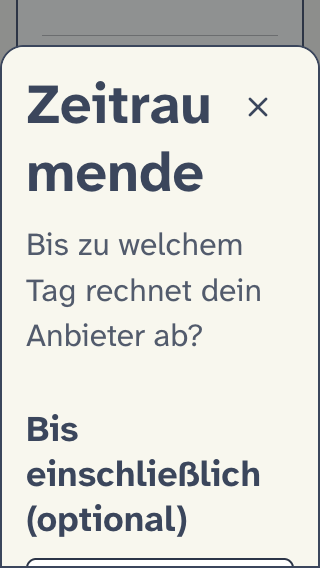 Zeitrau
mende
Bis zu welchem
Tag rechnet dein
Anbieter ab?
Bis
einschließlich
(optional)